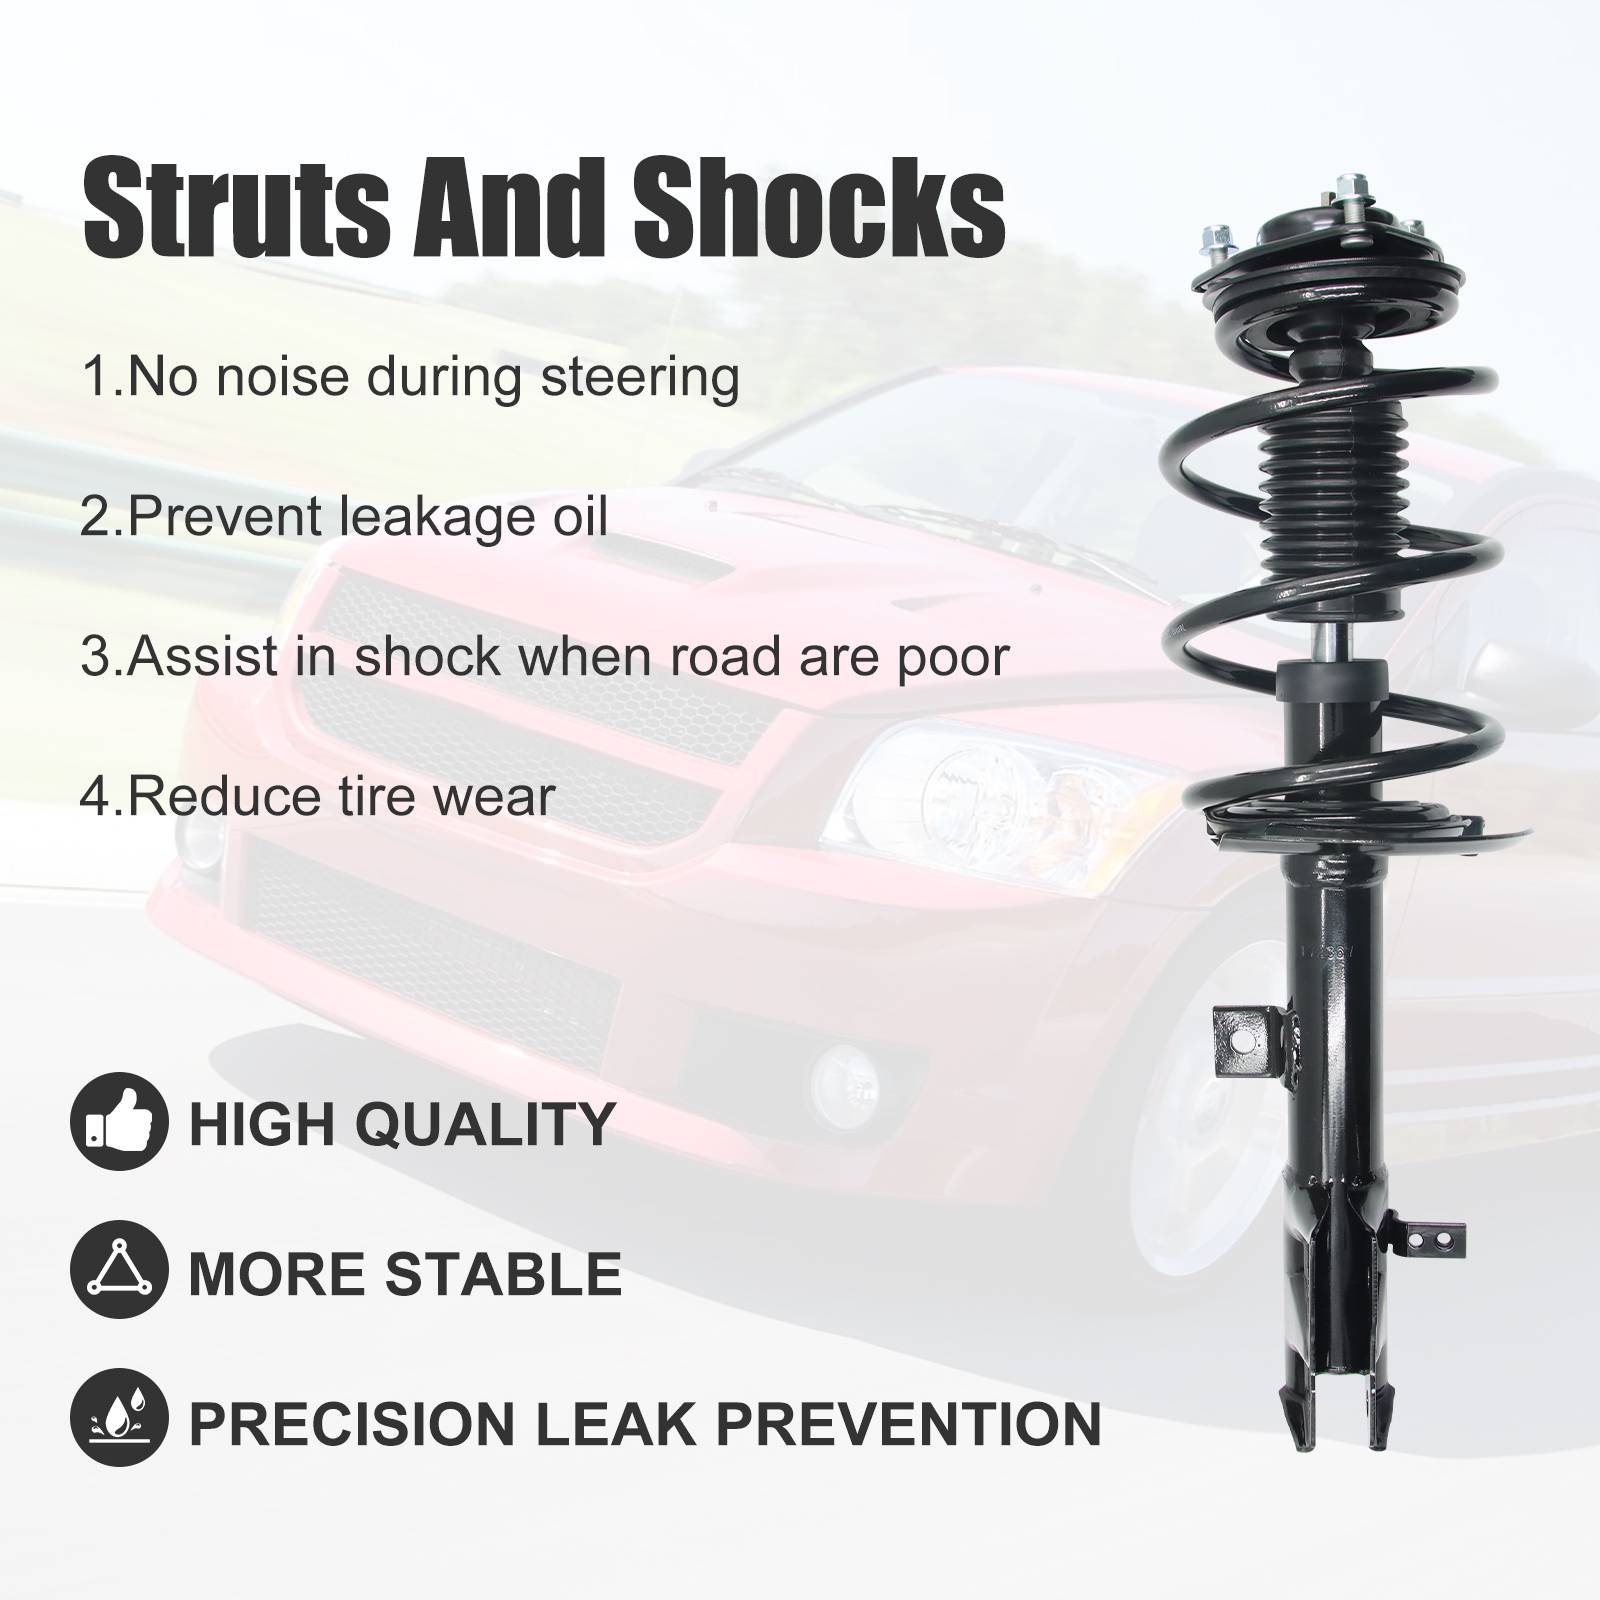 Struts And Shocks
1.No noise during steering
2.Prevent leakage oil
3.Assist in shock when road are poor
4.Reduce tire wear
HIGH QUALITY
MORE STABLE
PRECISION LEAK PREVENTION